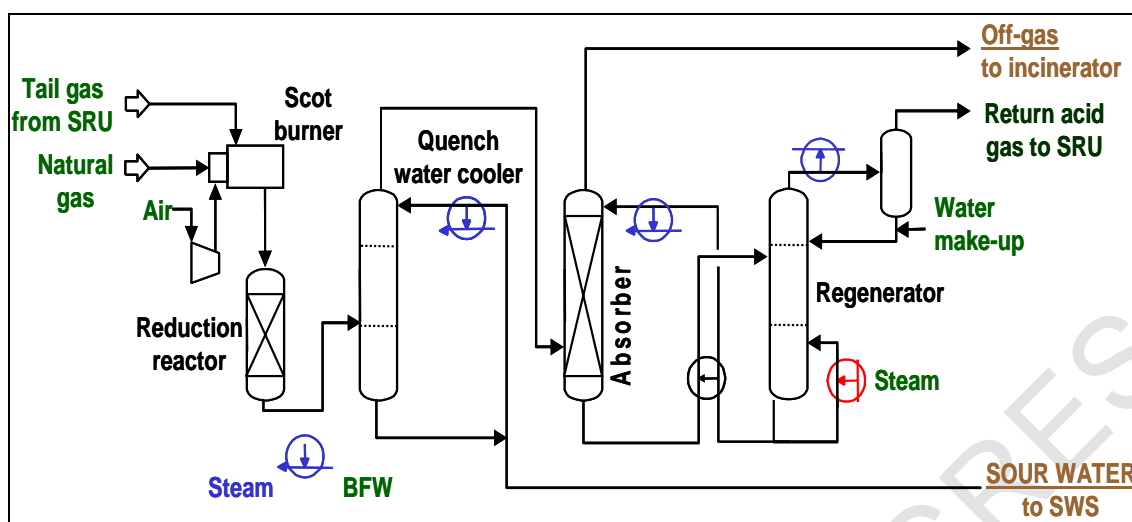 Tail gas
from SRU
Natural
gas
Air
Scot
burner
Reduction
reactor
Quench
water cooler
Steam
BFW
Absorber
Off-gas
to incinerator
Return acid
gas to SRU
Water
make-up
Regenerator
Steam
SOUR WATER
to SWS